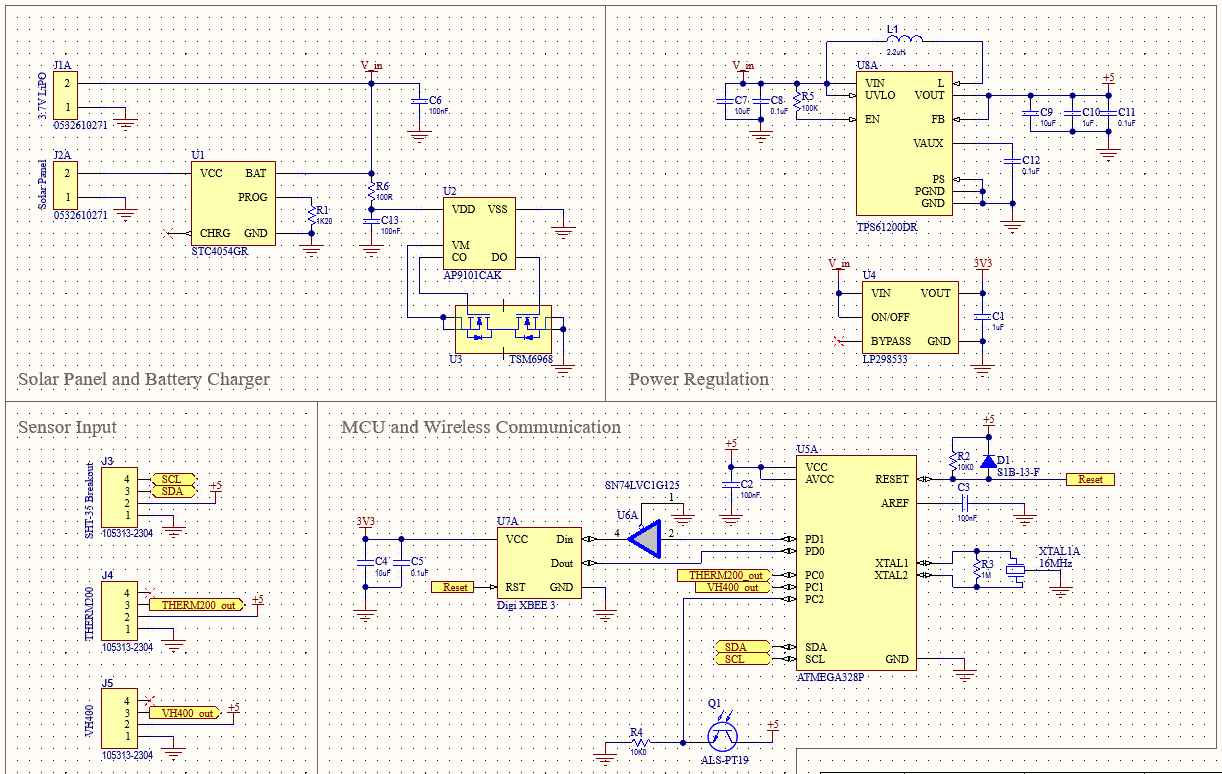 J1A
3.7V LiPO
2
1
0532610271
V_in
C6
100nF
J2A
Solar Panel
2
1
0532610271
U1
VCC
BAT
PROG
CHRG
GND
STC4054GR
R1
1K20
R6
100R
C13
100nF
U2
VDD
VSS
VM
CO
DO
AP9101CAK
U3
TSM6968
Solar Panel and Battery Charger
L1
2.2uH
V_in
C7
10uF
C8
0.1uF
R5
100K
U8A
VIN
L
UVLO
VOUT
EN
FB
VAUX
PS
PGND
GND
TPS61200DR
+5
C9
10uF
C10
1uF
C11
0.1uF
C12
0.1uF
V_in
U4
VIN
VOUT
ON/OFF
BYPASS
GND
LP298533
3V3
C1
1uF
Power Regulation
Sensor Input
J3
SHT-35 Breakout
4
3
2
1
SCL
SDA
+5
105313-2304
J4
THERM200
4
3
2
1
THERM200_out
+5
105313-2304
J5
VH400
4
3
2
1
VH400_out
+5
105313-2304
MCU and Wireless Communication
3V3
C4
10uF
C5
0.1uF
Reset
U7A
VCC
Din
Dout
RST
GND
Digi XBEE 3
SN74LVC1G125
U6A
1
4
2
+5
C2
100nF
THERM200_out
VH400_out
SDA
SCL
U5A
VCC
AVCC
RESET
AREF
PD1
PD0
XTAL1
XTAL2
PC0
PC1
PC2
SDA
SCL
GND
ATMEGA328P
+5
R2
10K0
D1
S1B-13-F
Reset
C3
100nF
R3
1M
XTAL1A
16MHz
R4
10K0
Q1
+5
ALS-PT19